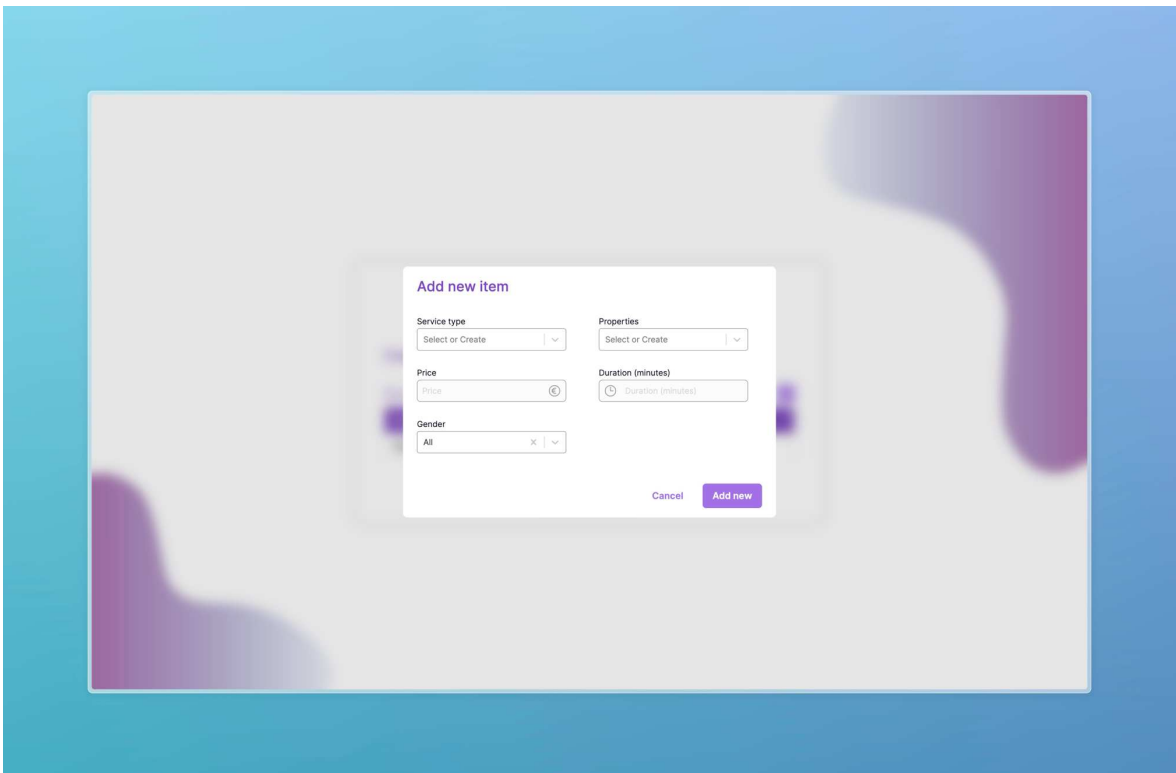 Add new item
Service type
Properties
Select or Create
Select or Create
Price
Duration (minutes)
Price €
Duration (minutes)
Gender
All
Cancel
Add new